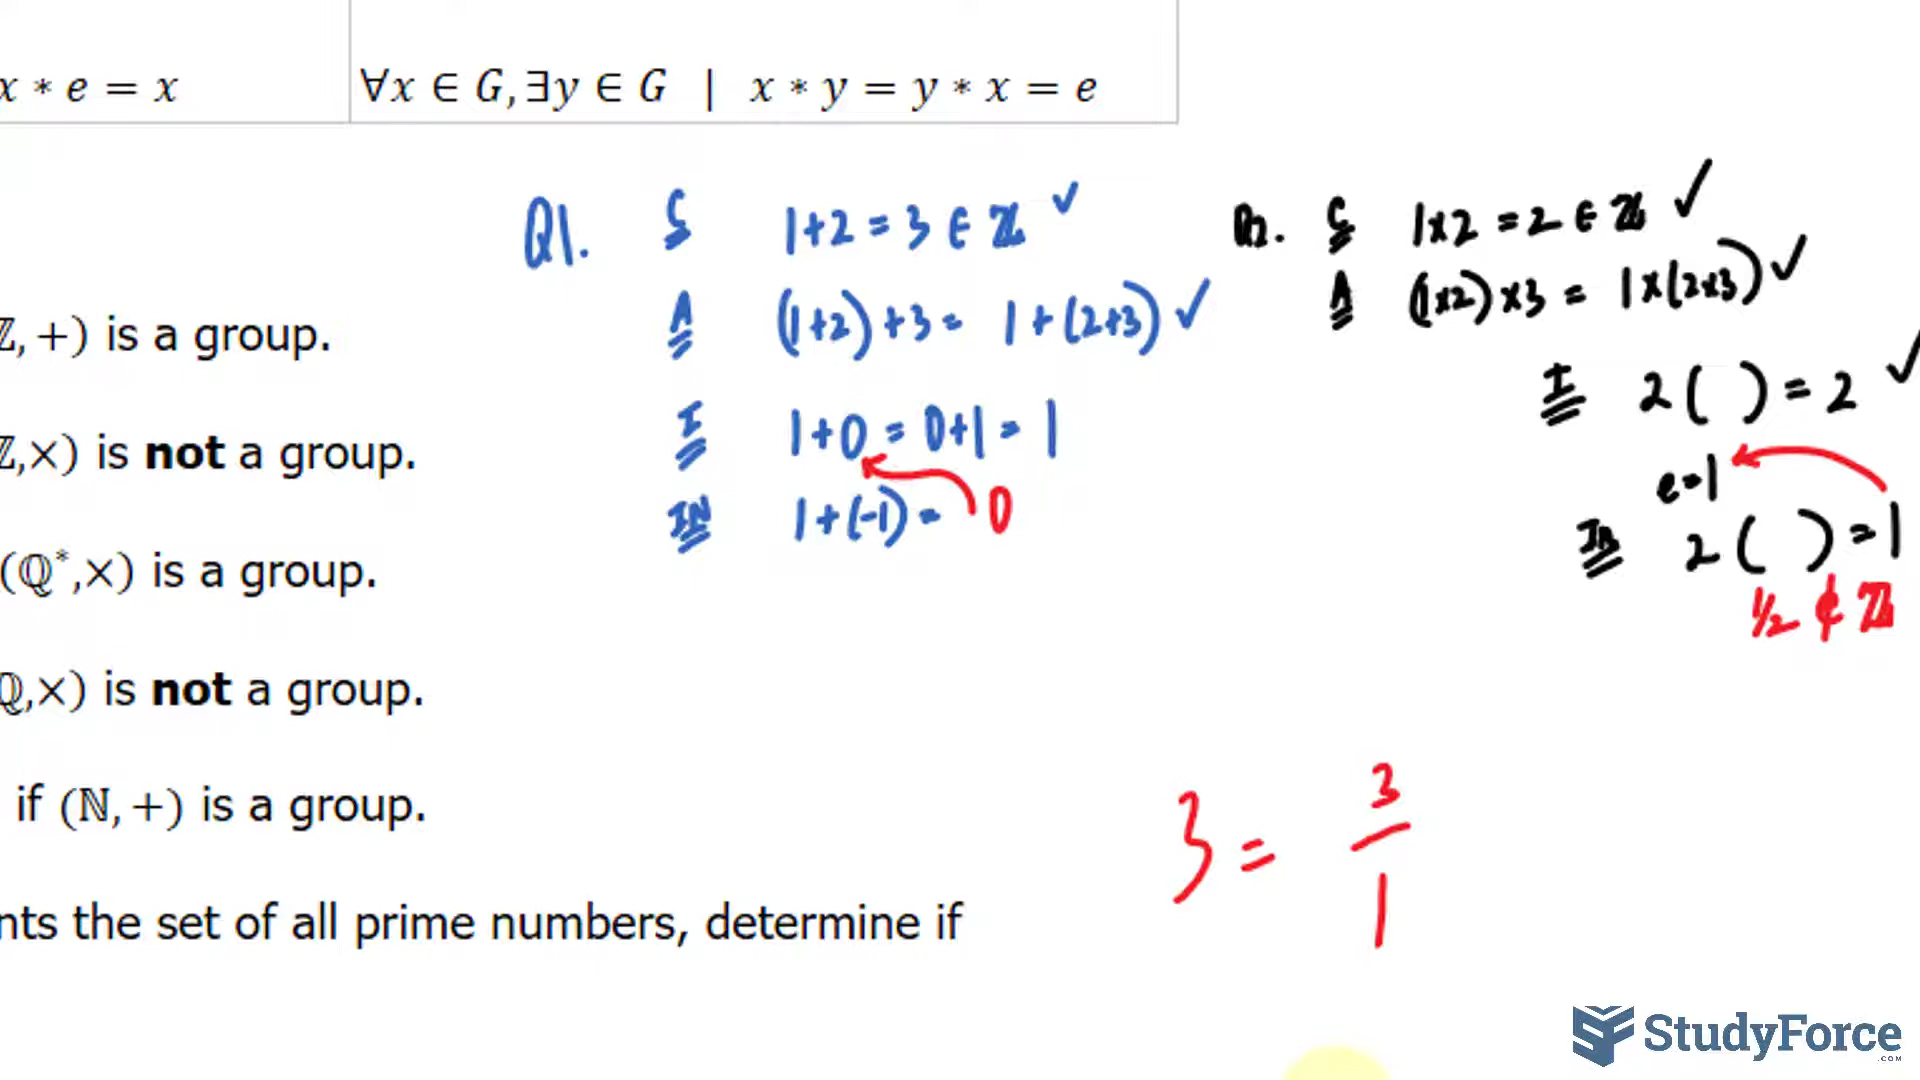 x ∗ e = x
∀x ∈ G, ∃y ∈ G | x ∗ y = y ∗ x = e
Q1. C 1+2 = 3 ∈ ℤ ✓
A (1+2)+3 = 1+(2+3) ✓
I 1+0 = 0+1 = 1
IN 1+(-1) = 0
Q2. C 1×2 = 2 ∈ ℤ ✓
A (1×2)×3 = 1×(2×3) ✓
I 2( ) = 2 ✓
e=1
IN 2( ) = 1
1/2 ∉ ℤ
ℤ, +) is a group.
ℤ,×) is not a group.
(ℚ*,×) is a group.
ℚ,×) is not a group.
if (ℕ, +) is a group.
nts the set of all prime numbers, determine if
3 = 3/1
StudyForce
.COM